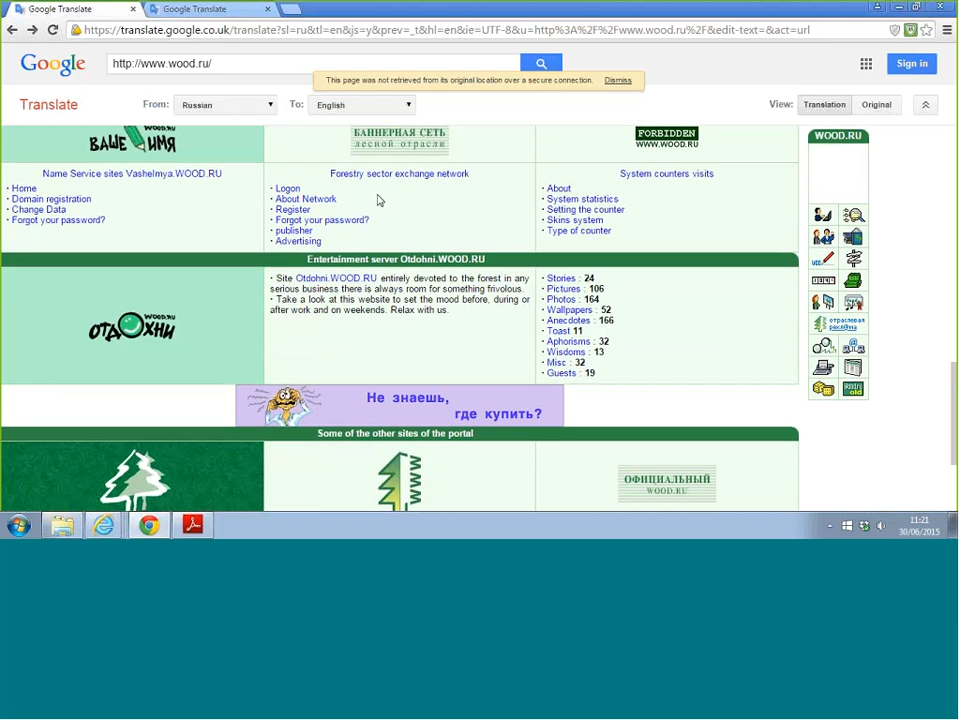 Google Translate
Google Translate
https://translate.google.co.uk/translate?sl=ru&tl=en&js=y&prev=_t&hl=en&ie=UTF-8&u=http%3A%2F%2Fwww.wood.ru%2F&edit-text=&act=url
Google
http://www.wood.ru/
Sign in
This page was not retrieved from its original location over a secure connection. Dismiss
Translate
From: Russian
To: English
View: Translation Original
WOOD.RU
ВАШЕ ИМЯ
WOOD.RU
БАННЕРНАЯ СЕТЬ
лесной отрасли
FORBIDDEN
WWW.WOOD.RU
Name Service sites Vashelmya.WOOD.RU
· Home
· Domain registration
· Change Data
· Forgot your password?
Forestry sector exchange network
· Logon
· About Network
· Register
· Forgot your password?
· publisher
· Advertising
System counters visits
· About
· System statistics
· Setting the counter
· Skins system
· Type of counter
Entertainment server Otdohni.WOOD.RU
WOOD.RU
ОТДОХНИ
· Site Otdohni.WOOD.RU entirely devoted to the forest in any
serious business there is always room for something frivolous.
· Take a look at this website to set the mood before, during or
after work and on weekends. Relax with us.
· Stories : 24
· Pictures : 106
· Photos : 164
· Wallpapers : 52
· Anecdotes : 166
· Toast 11
· Aphorisms : 32
· Wisdoms : 13
· Misc : 32
· Guests : 19
отраслевая
реклама
Не знаешь,
где купить?
Some of the other sites of the portal
WWW
ОФИЦИАЛЬНЫЙ
WOOD.RU
11:21
30/06/2015